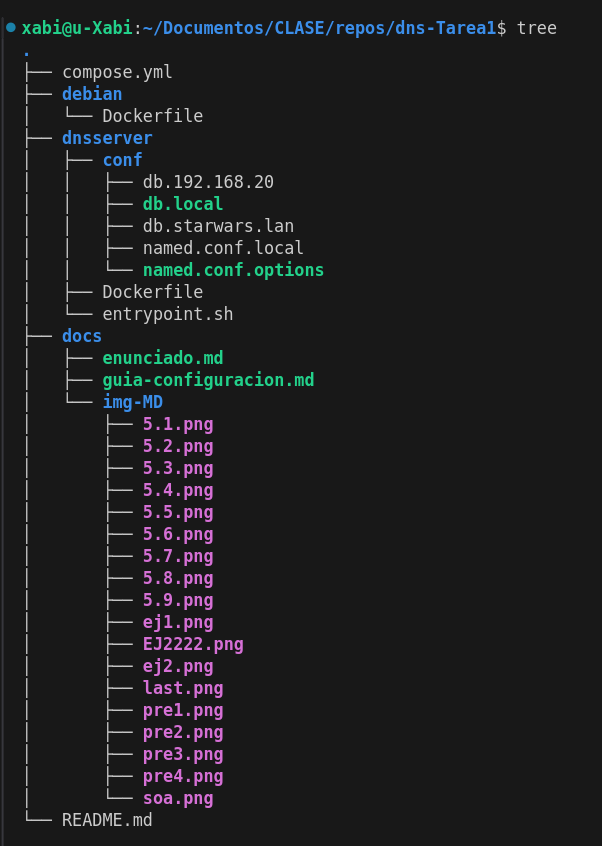 xabi@u-Xabi:~/Documentos/CLASE/repos/dns-Tarea1$ tree
.
├── compose.yml
├── debian
│   └── Dockerfile
├── dnsserver
│   ├── conf
│   │   ├── db.192.168.20
│   │   ├── db.local
│   │   ├── db.starwars.lan
│   │   ├── named.conf.local
│   │   └── named.conf.options
│   ├── Dockerfile
│   └── entrypoint.sh
├── docs
│   ├── enunciado.md
│   ├── guia-configuracion.md
│   └── img-MD
│       ├── 5.1.png
│       ├── 5.2.png
│       ├── 5.3.png
│       ├── 5.4.png
│       ├── 5.5.png
│       ├── 5.6.png
│       ├── 5.7.png
│       ├── 5.8.png
│       ├── 5.9.png
│       ├── ej1.png
│       ├── EJ2222.png
│       ├── ej2.png
│       ├── last.png
│       ├── pre1.png
│       ├── pre2.png
│       ├── pre3.png
│       ├── pre4.png
│       └── soa.png
└── README.md